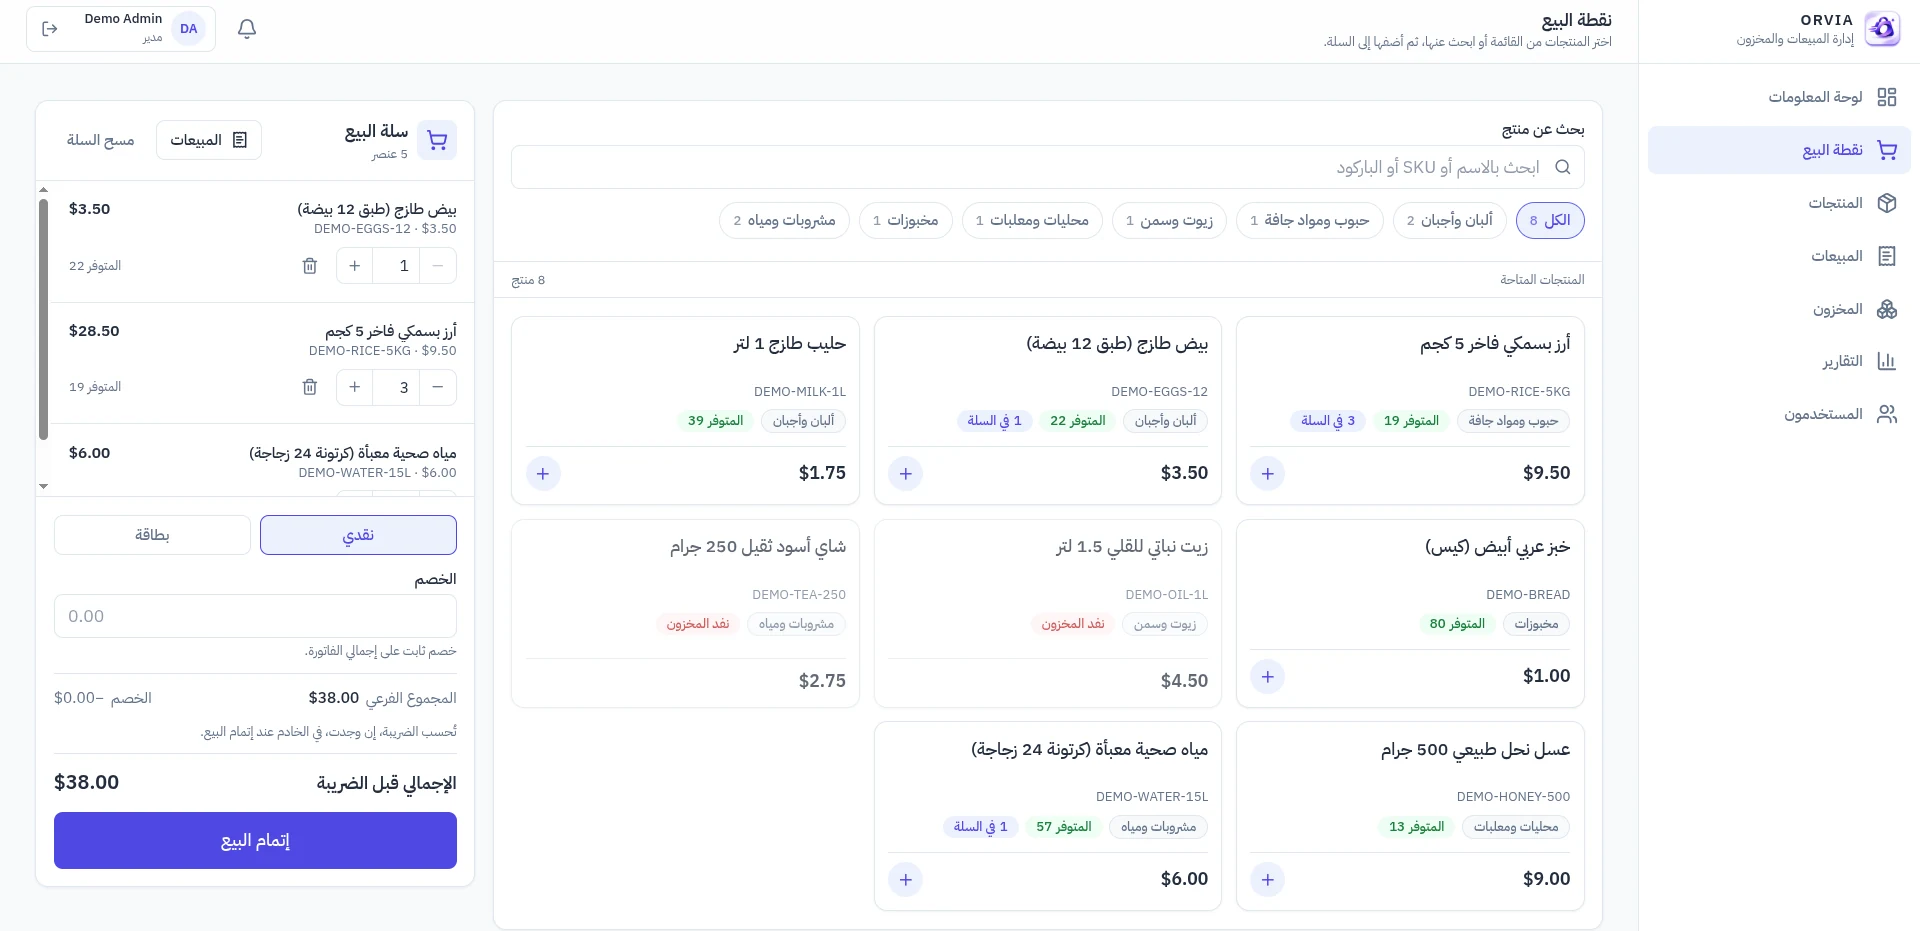 ORVIA
إدارة المبيعات والمخزون
لوحة المعلومات
نقطة البيع
المنتجات
المبيعات
المخزون
التقارير
المستخدمون
نقطة البيع
اختر المنتجات من القائمة أو ابحث عنها، ثم أضفها إلى السلة.
DA
Demo Admin
مدير
بحث عن منتج
ابحث بالاسم أو SKU أو الباركود
الكل 8
ألبان وأجبان 2
حبوب ومواد جافة 1
زيوت وسمن 1
محليات ومعلبات 1
مخبوزات 1
مشروبات ومياه 2
المنتجات المتاحة
8 منتج
أرز بسمكي فاخر 5 كجم
DEMO-RICE-5KG
حبوب ومواد جافة
المتوفر 19
3 في السلة
$9.50
+
بيض طازج (طبق 12 بيضة)
DEMO-EGGS-12
ألبان وأجبان
المتوفر 22
1 في السلة
$3.50
+
حليب طازج 1 لتر
DEMO-MILK-1L
ألبان وأجبان
المتوفر 39
$1.75
+
خبز عربي أبيض (كيس)
DEMO-BREAD
مخبوزات
المتوفر 80
$1.00
+
زيت نباتي للقلي 1.5 لتر
DEMO-OIL-1L
زيوت وسمن
نفد المخزون
$4.50
شاي أسود ثقيل 250 جرام
DEMO-TEA-250
مشروبات ومياه
نفد المخزون
$2.75
عسل نحل طبيعي 500 جرام
DEMO-HONEY-500
محليات ومعلبات
المتوفر 13
$9.00
+
مياه صحية معبأة (كرتونة 24 زجاجة)
DEMO-WATER-15L
مشروبات ومياه
المتوفر 57
1 في السلة
$6.00
+
سلة البيع
5 عنصر
المبيعات
مسح السلة
بيض طازج (طبق 12 بيضة)
$3.50
DEMO-EGGS-12 · $3.50
− 1 +
المتوفر 22
أرز بسمكي فاخر 5 كجم
$28.50
DEMO-RICE-5KG · $9.50
− 3 +
المتوفر 19
مياه صحية معبأة (كرتونة 24 زجاجة)
$6.00
DEMO-WATER-15L · $6.00
نقدي
بطاقة
الخصم
0.00
خصم ثابت على إجمالي الفاتورة.
المجموع الفرعي $38.00
الخصم −$0.00
تُحسب الضريبة، إن وجدت، في الخادم عند إتمام البيع.
الإجمالي قبل الضريبة
$38.00
إتمام البيع